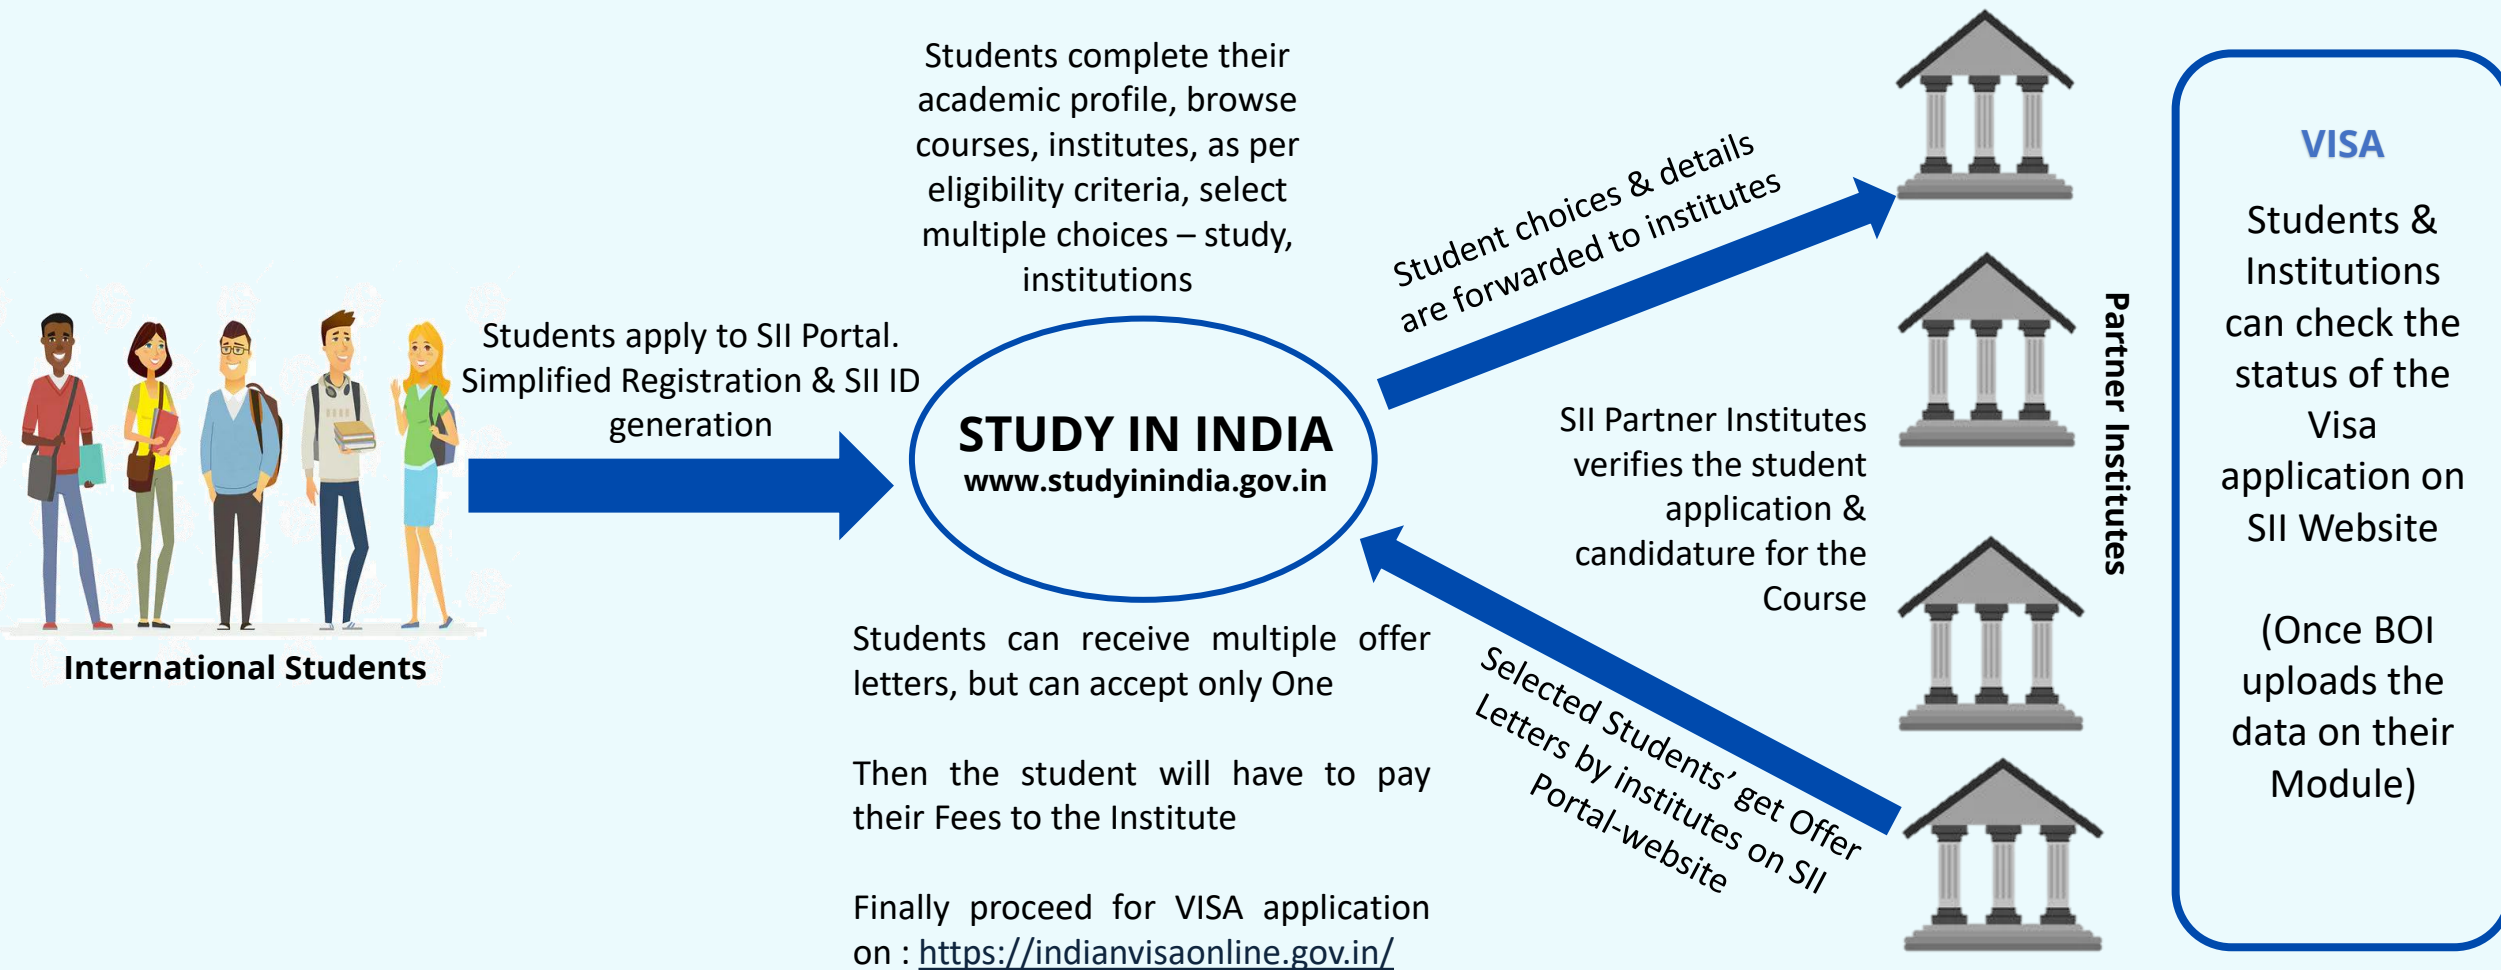 Students apply to SII Portal.
Simplified Registration & SII ID
generation
International Students
Students complete their
academic profile, browse
courses, institutes, as per
eligibility criteria, select
multiple choices – study,
institutions
STUDY IN INDIA
www.studyinindia.gov.in
Students can receive multiple offer
letters, but can accept only One
Then the student will have to pay
their Fees to the Institute
Finally proceed for VISA application
on : https://indianvisaonline.gov.in/
Student choices & details
are forwarded to institutes
SII Partner Institutes
verifies the student
application &
candidature for the
Course
Selected Students’ get Offer
Letters by institutes on SII
Portal-website
Partner Institutes
VISA
Students &
Institutions
can check the
status of the
Visa
application on
SII Website
(Once BOI
uploads the
data on their
Module)